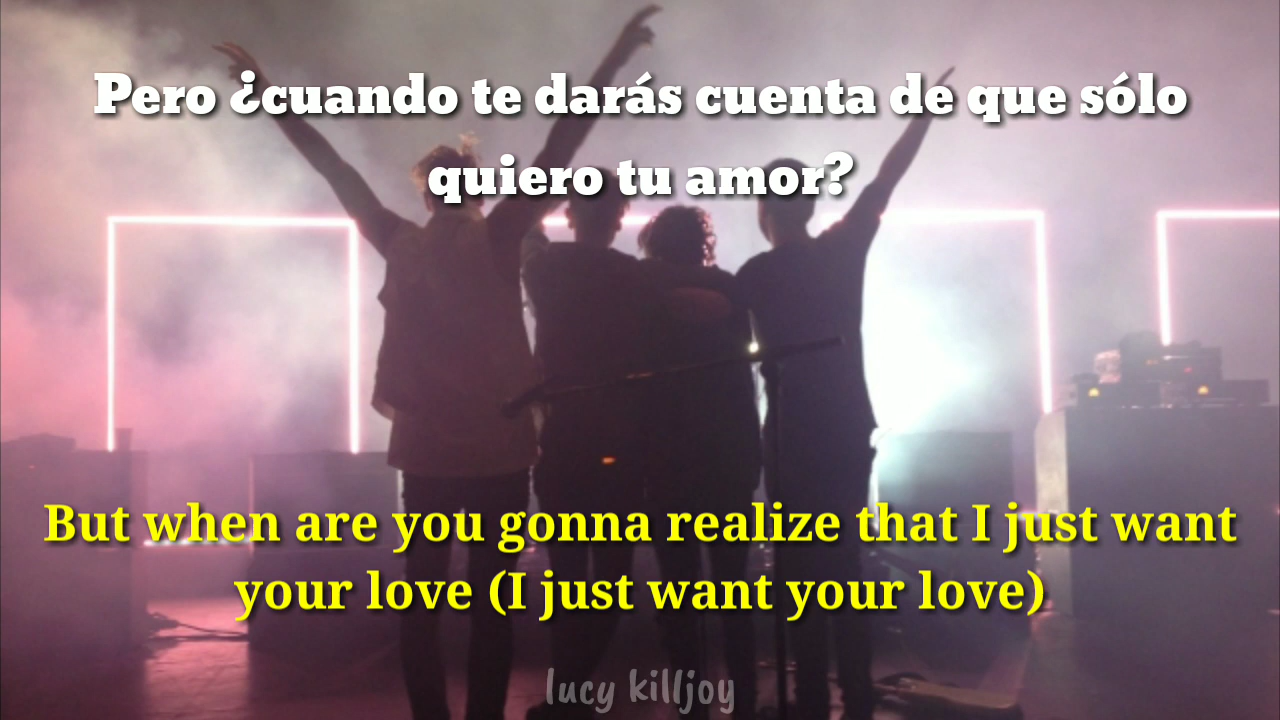 Pero ¿cuando te darás cuenta de que sólo
quiero tu amor?
But when are you gonna realize that I just want
your love (I just want your love)
lucy killjoy